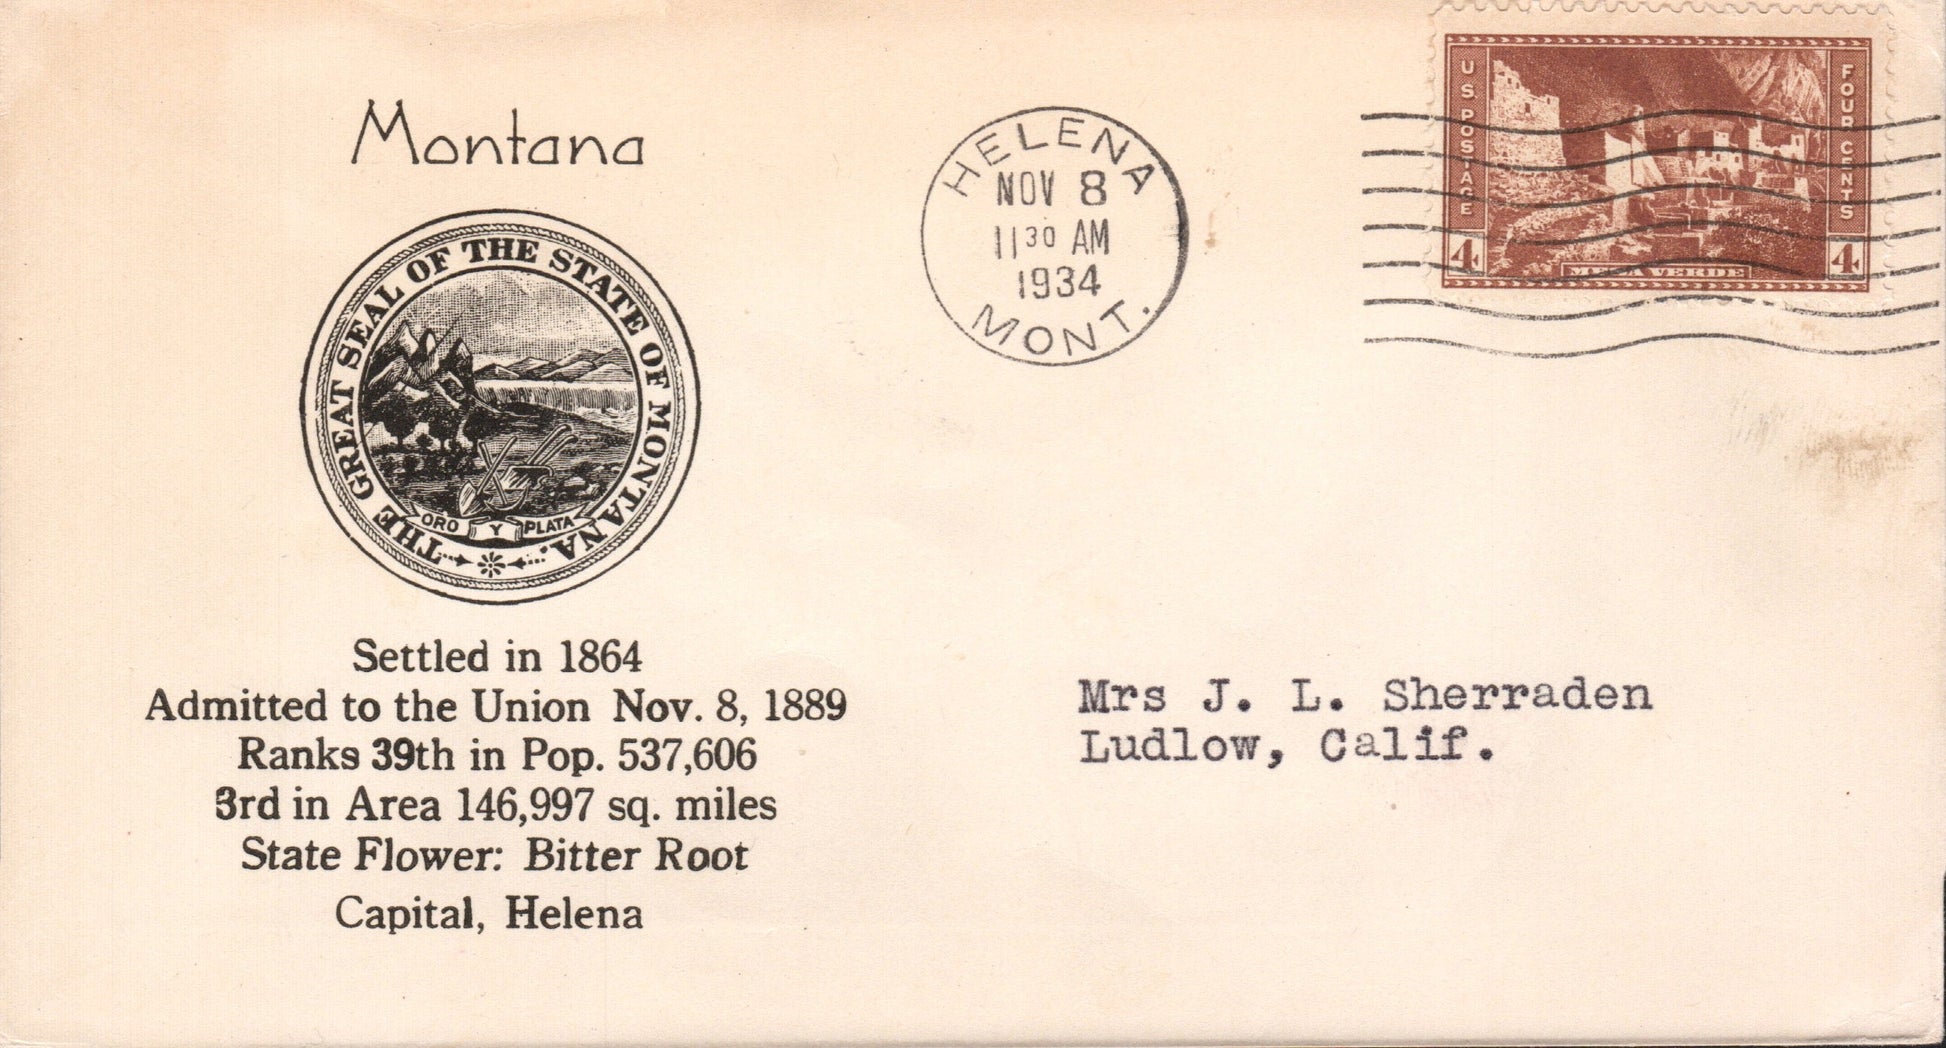 Montana
THE GREAT SEAL OF THE STATE OF MONTANA.
ORO Y PLATA
Settled in 1864
Admitted to the Union Nov. 8, 1889
Ranks 39th in Pop. 537,606
3rd in Area 146,997 sq. miles
State Flower: Bitter Root
Capital, Helena
HELENA
NOV 8
11 30 AM
1934
MONT.
U.S. POSTAGE
FOUR CENTS
4 MESA VERDE 4
Mrs J. L. Sherraden
Ludlow, Calif.